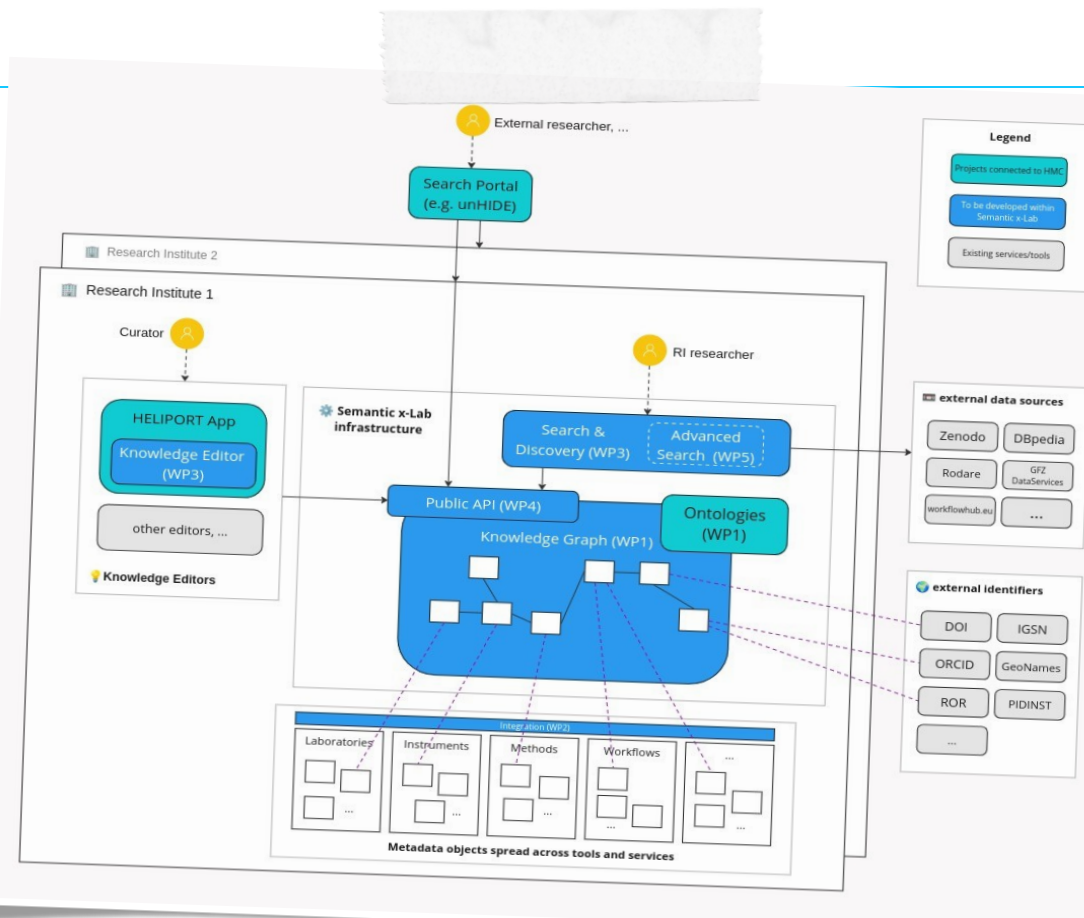 External researcher, ...
Search Portal
(e.g. unHIDE)
Legend
Projects connected to HMC
To be developed within
Semantic x-Lab
Existing services/tools
Research Institute 2
Research Institute 1
Curator
RI researcher
HELIPORT App
Knowledge Editor
(WP3)
other editors, ...
Knowledge Editors
Semantic x-Lab
infrastructure
Search &
Discovery (WP3)
Advanced
Search (WP5)
Public API (WP4)
Ontologies
(WP1)
Knowledge Graph (WP1)
external data sources
Zenodo
DBpedia
Rodare
GFZ
DataServices
workflowhub.eu
...
external identifiers
DOI
IGSN
ORCID
GeoNames
ROR
PIDINST
...
Integration (WP2)
Laboratories
Instruments
Methods
Workflows
...
...
...
...
...
...
Metadata objects spread across tools and services